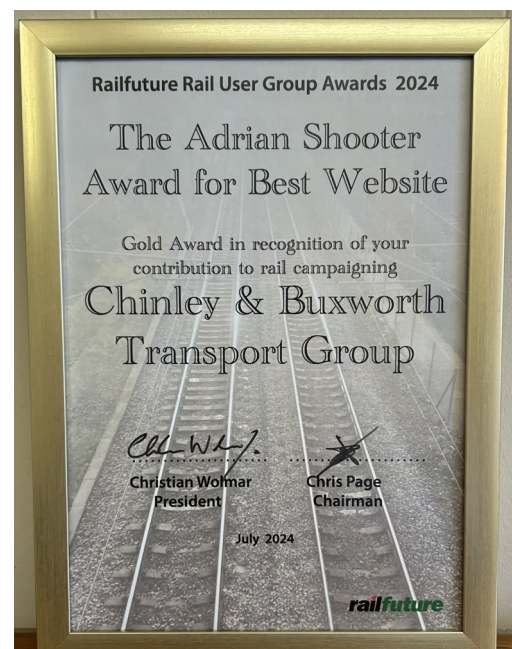 Railfuture Rail User Group Awards 2024
The Adrian Shooter
Award for Best Website
Gold Award in recognition of your
contribution to rail campaigning
Chinley & Buxworth
Transport Group
Christian Wolmar
Chris Page
President
Chairman
July 2024
railfuture